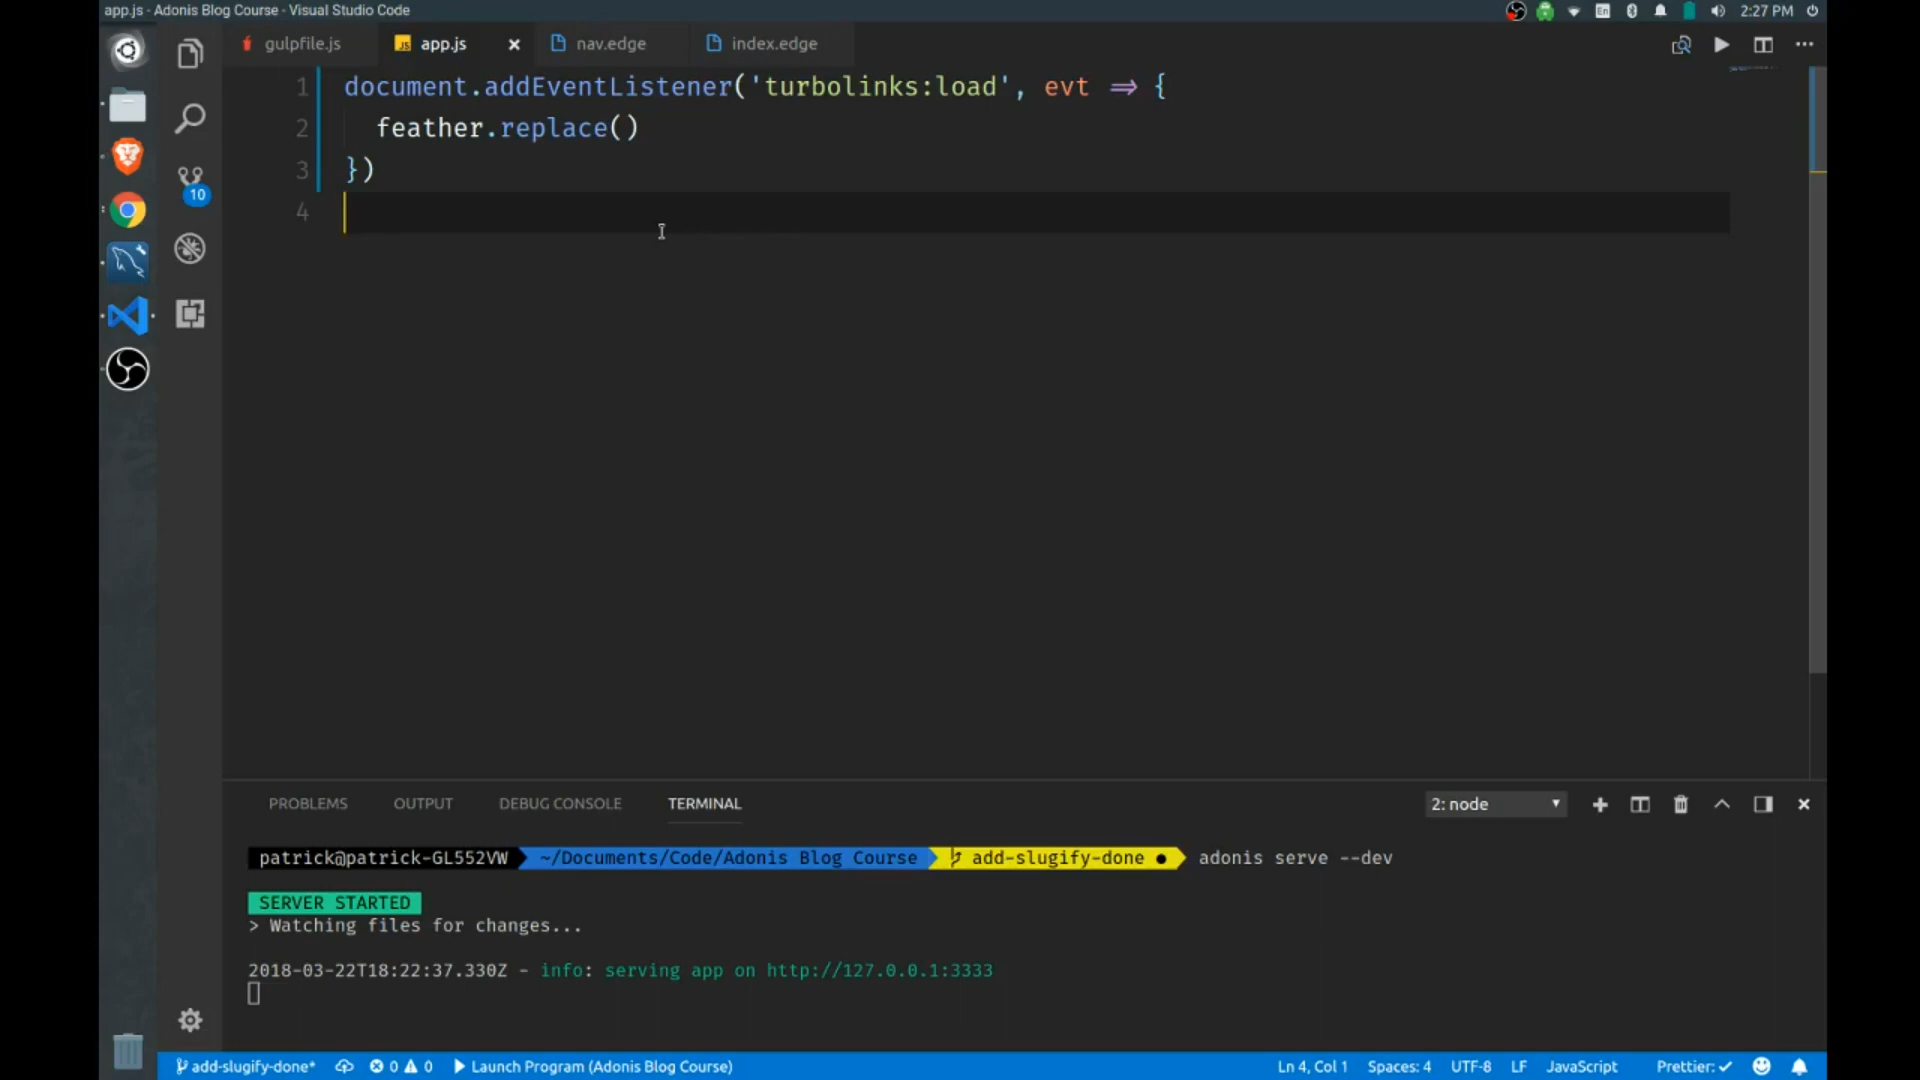 app.js - Adonis Blog Course - Visual Studio Code
En
2:27 PM
gulpfile.js
JS app.js
nav.edge
index.edge
1 document.addEventListener('turbolinks:load', evt => {
2 feather.replace()
3 })
4
10
PROBLEMS
OUTPUT
DEBUG CONSOLE
TERMINAL
2: node
patrick@patrick-GL552VW ~/Documents/Code/Adonis Blog Course add-slugify-done ● adonis serve --dev
SERVER STARTED
> Watching files for changes...
2018-03-22T18:22:37.330Z - info: serving app on http://127.0.0.1:3333
add-slugify-done*
0
0
Launch Program (Adonis Blog Course)
Ln 4, Col 1
Spaces: 4
UTF-8
LF
JavaScript
Prettier: ✓